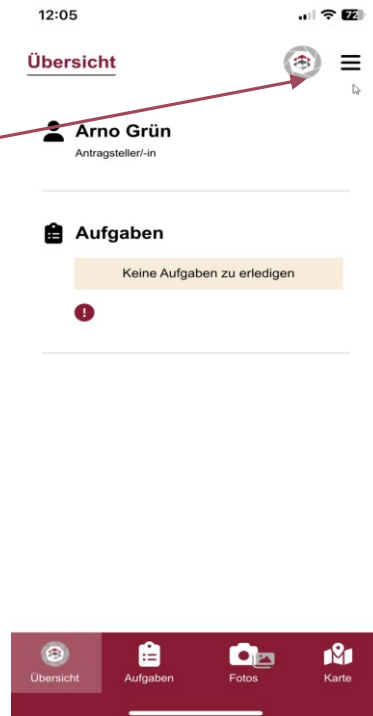 12:05
72
Übersicht
Arno Grün
Antragsteller/-in
Aufgaben
Keine Aufgaben zu erledigen
!
Übersicht Aufgaben Fotos Karte